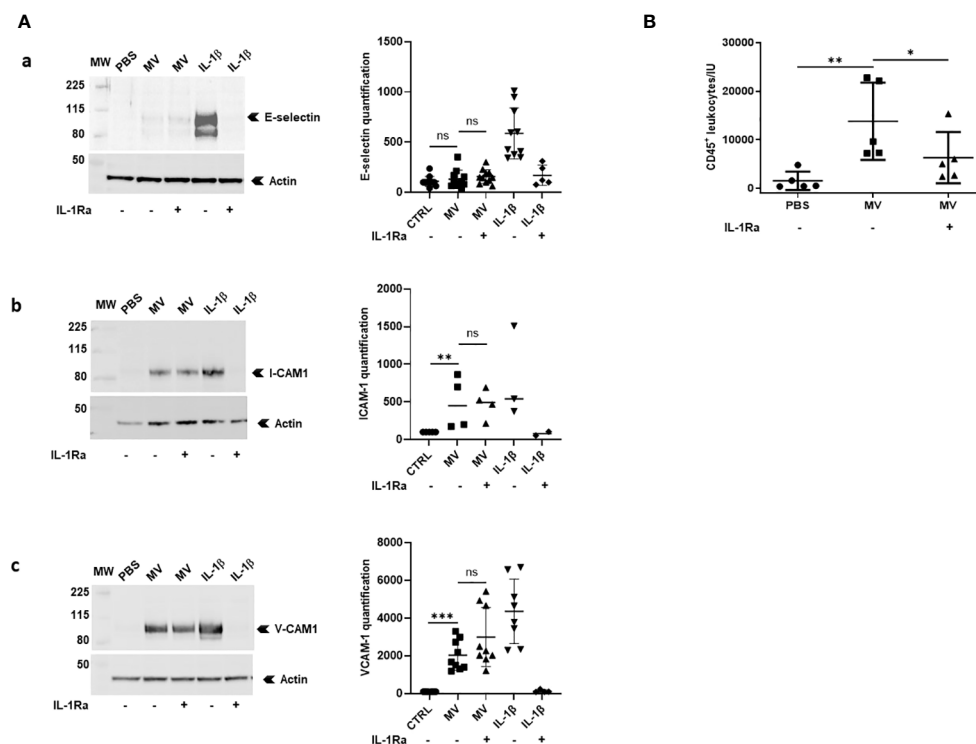 A
a
MW PBS MV MV IL-1β IL-1β
225
115
80
E-selectin
50
Actin
IL-1Ra - - + - +
E-selectin quantification
1500
1000
500
0
ns
ns
CTRL MV MV IL-1β IL-1β
IL-1Ra - - + - +
B
CD45+ leukocytes/IU
30000
20000
10000
0
**
*
PBS MV MV
IL-1Ra - - +
b
MW PBS MV MV IL-1β IL-1β
225
115
80
I-CAM1
50
Actin
IL-1Ra - - + - +
ICAM-1 quantification
2000
1500
1000
500
0
**
ns
CTRL MV MV IL-1β IL-1β
IL-1Ra - - + - +
c
MW PBS MV MV IL-1β IL-1β
225
115
80
V-CAM1
50
Actin
IL-1Ra - - + - +
VCAM-1 quantification
8000
6000
4000
2000
0
***
ns
CTRL MV MV IL-1β IL-1β
IL-1Ra - - + - +